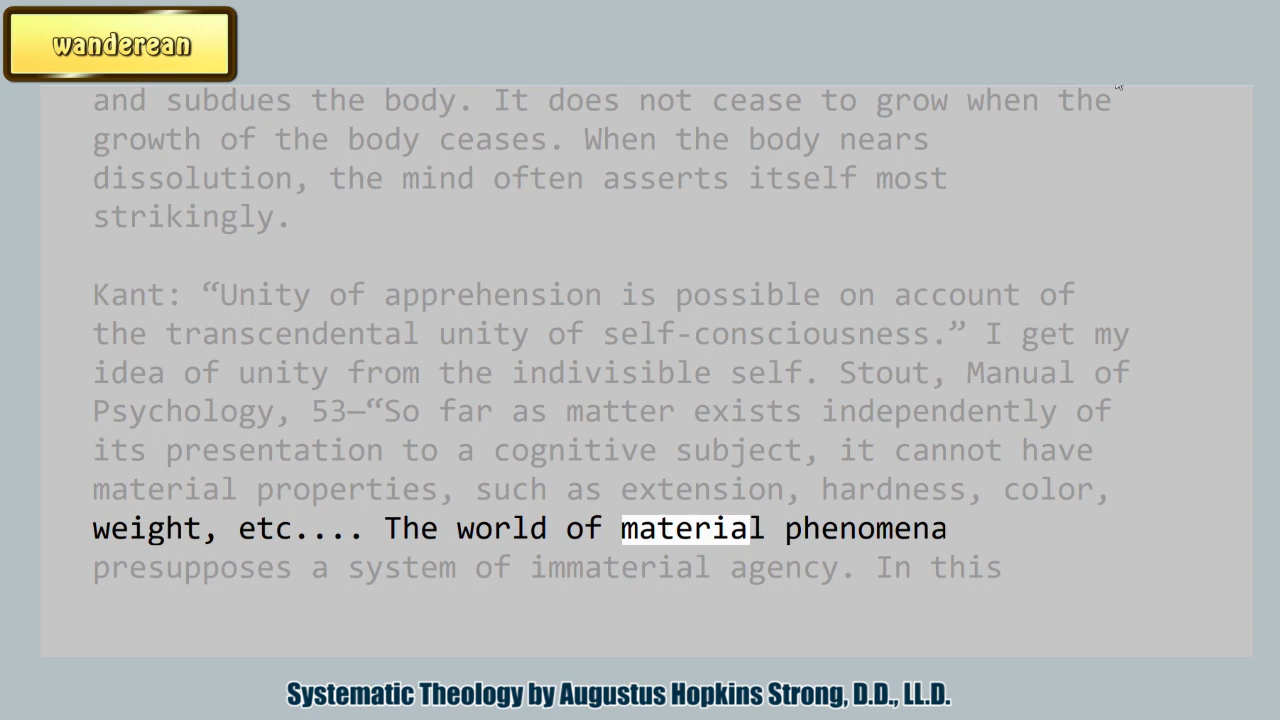 wanderean
and subdues the body. It does not cease to grow when the
growth of the body ceases. When the body nears
dissolution, the mind often asserts itself most
strikingly.
Kant: “Unity of apprehension is possible on account of
the transcendental unity of self-consciousness.” I get my
idea of unity from the indivisible self. Stout, Manual of
Psychology, 53—“So far as matter exists independently of
its presentation to a cognitive subject, it cannot have
material properties, such as extension, hardness, color,
weight, etc.... The world of material phenomena
presupposes a system of immaterial agency. In this
Systematic Theology by Augustus Hopkins Strong, D.D., LL.D.